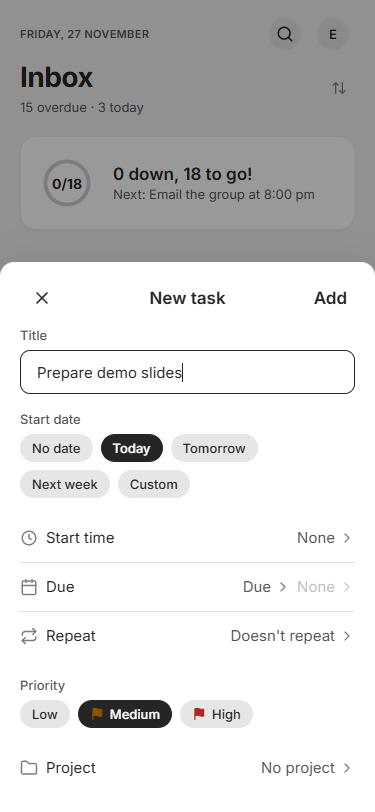 FRIDAY, 27 NOVEMBER
E
Inbox
15 overdue · 3 today
0/18
0 down, 18 to go!
Next: Email the group at 8:00 pm
New task
Add
Title
Prepare demo slides
Start date
No date
Today
Tomorrow
Next week
Custom
Start time
None
Due
Due
None
Repeat
Doesn't repeat
Priority
Low
Medium
High
Project
No project